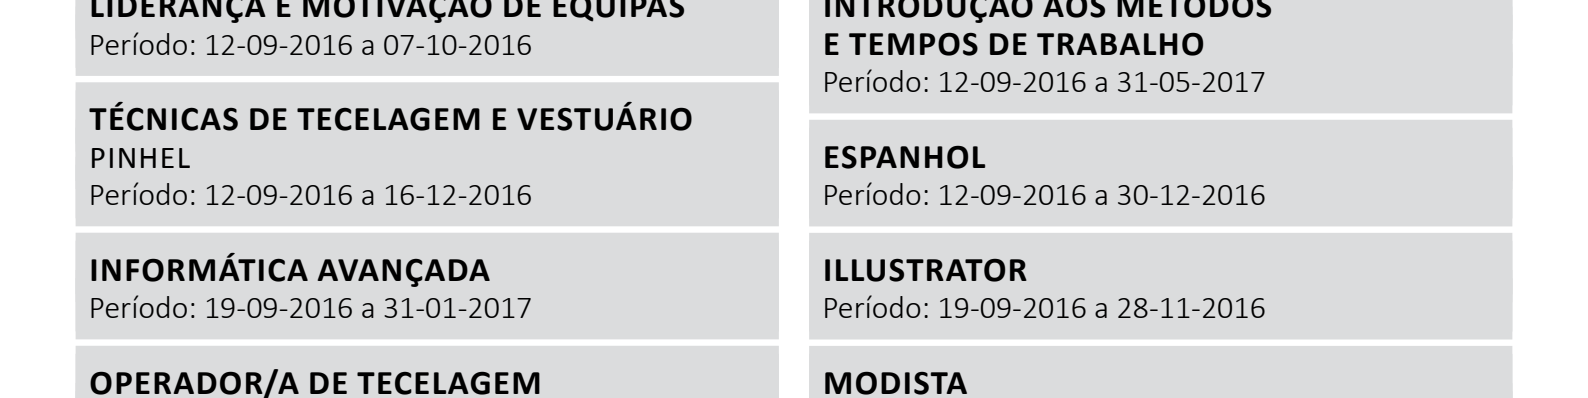 LIDERANÇA E MOTIVAÇÃO DE EQUIPAS
Período: 12-09-2016 a 07-10-2016
TÉCNICAS DE TECELAGEM E VESTUÁRIO
PINHEL
Período: 12-09-2016 a 16-12-2016
INFORMÁTICA AVANÇADA
Período: 19-09-2016 a 31-01-2017
OPERADOR/A DE TECELAGEM
INTRODUÇÃO AOS MÉTODOS
E TEMPOS DE TRABALHO
Período: 12-09-2016 a 31-05-2017
ESPANHOL
Período: 12-09-2016 a 30-12-2016
ILLUSTRATOR
Período: 19-09-2016 a 28-11-2016
MODISTA